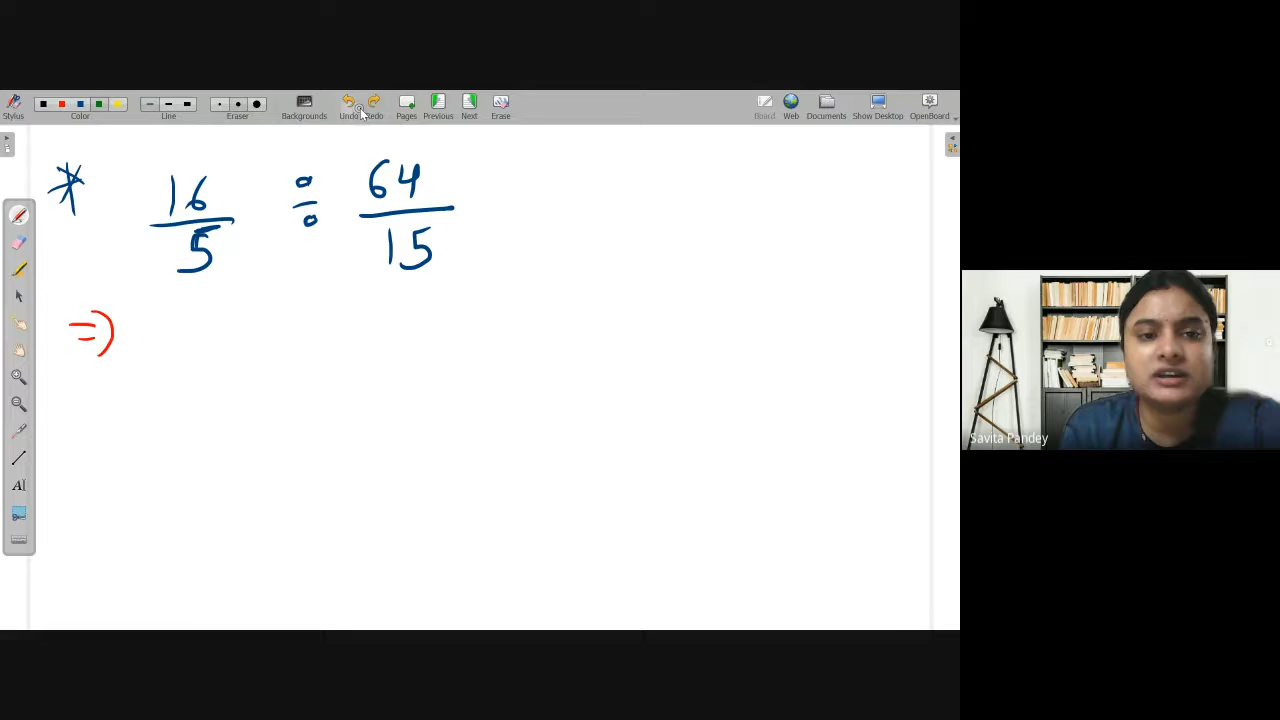 Stylus Color Line Eraser Backgrounds Undo Redo Pages Previous Next Erase Board Web Documents Show Desktop OpenBoard
* 16/5 ÷ 64/15
=)
AI
Savita Pandey